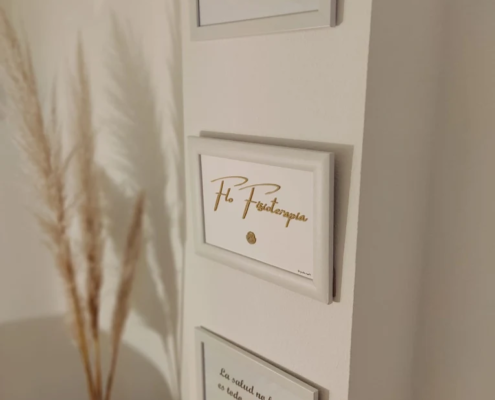 Flo Fisioterapia
La salud no
es todo